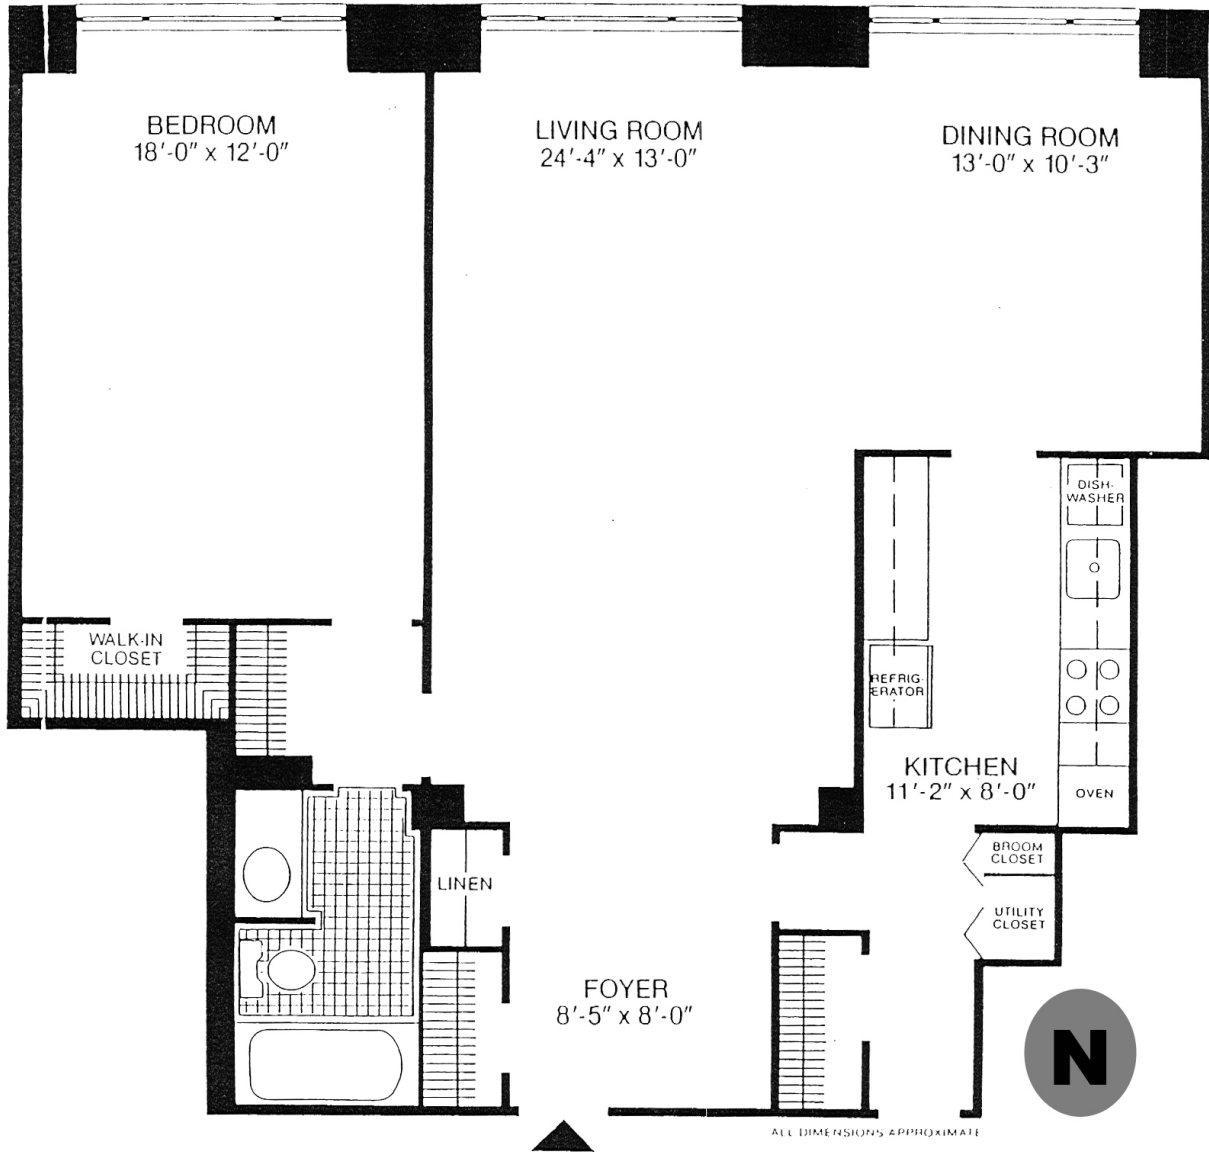 BEDROOM
18'-0" x 12'-0"
LIVING ROOM
24'-4" x 13'-0"
DINING ROOM
13'-0" x 10'-3"
DISH-
WASHER
WALK-IN
CLOSET
REFRIG-
ERATOR
KITCHEN
11'-2" x 8'-0"
OVEN
BROOM
CLOSET
LINEN
UTILITY
CLOSET
FOYER
8'-5" x 8'-0"
N
ALL DIMENSIONS APPROXIMATE